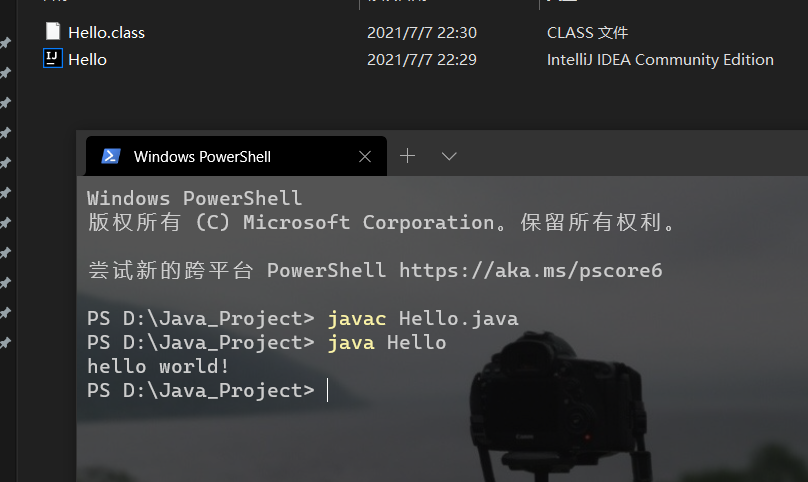 Hello.class 2021/7/7 22:30 CLASS 文件
IJ Hello 2021/7/7 22:29 IntelliJ IDEA Community Edition
Windows PowerShell
Windows PowerShell
版权所有 (C) Microsoft Corporation。保留所有权利。
尝试新的跨平台 PowerShell https://aka.ms/pscore6
PS D:\Java_Project> javac Hello.java
PS D:\Java_Project> java Hello
hello world!
PS D:\Java_Project>
Canon